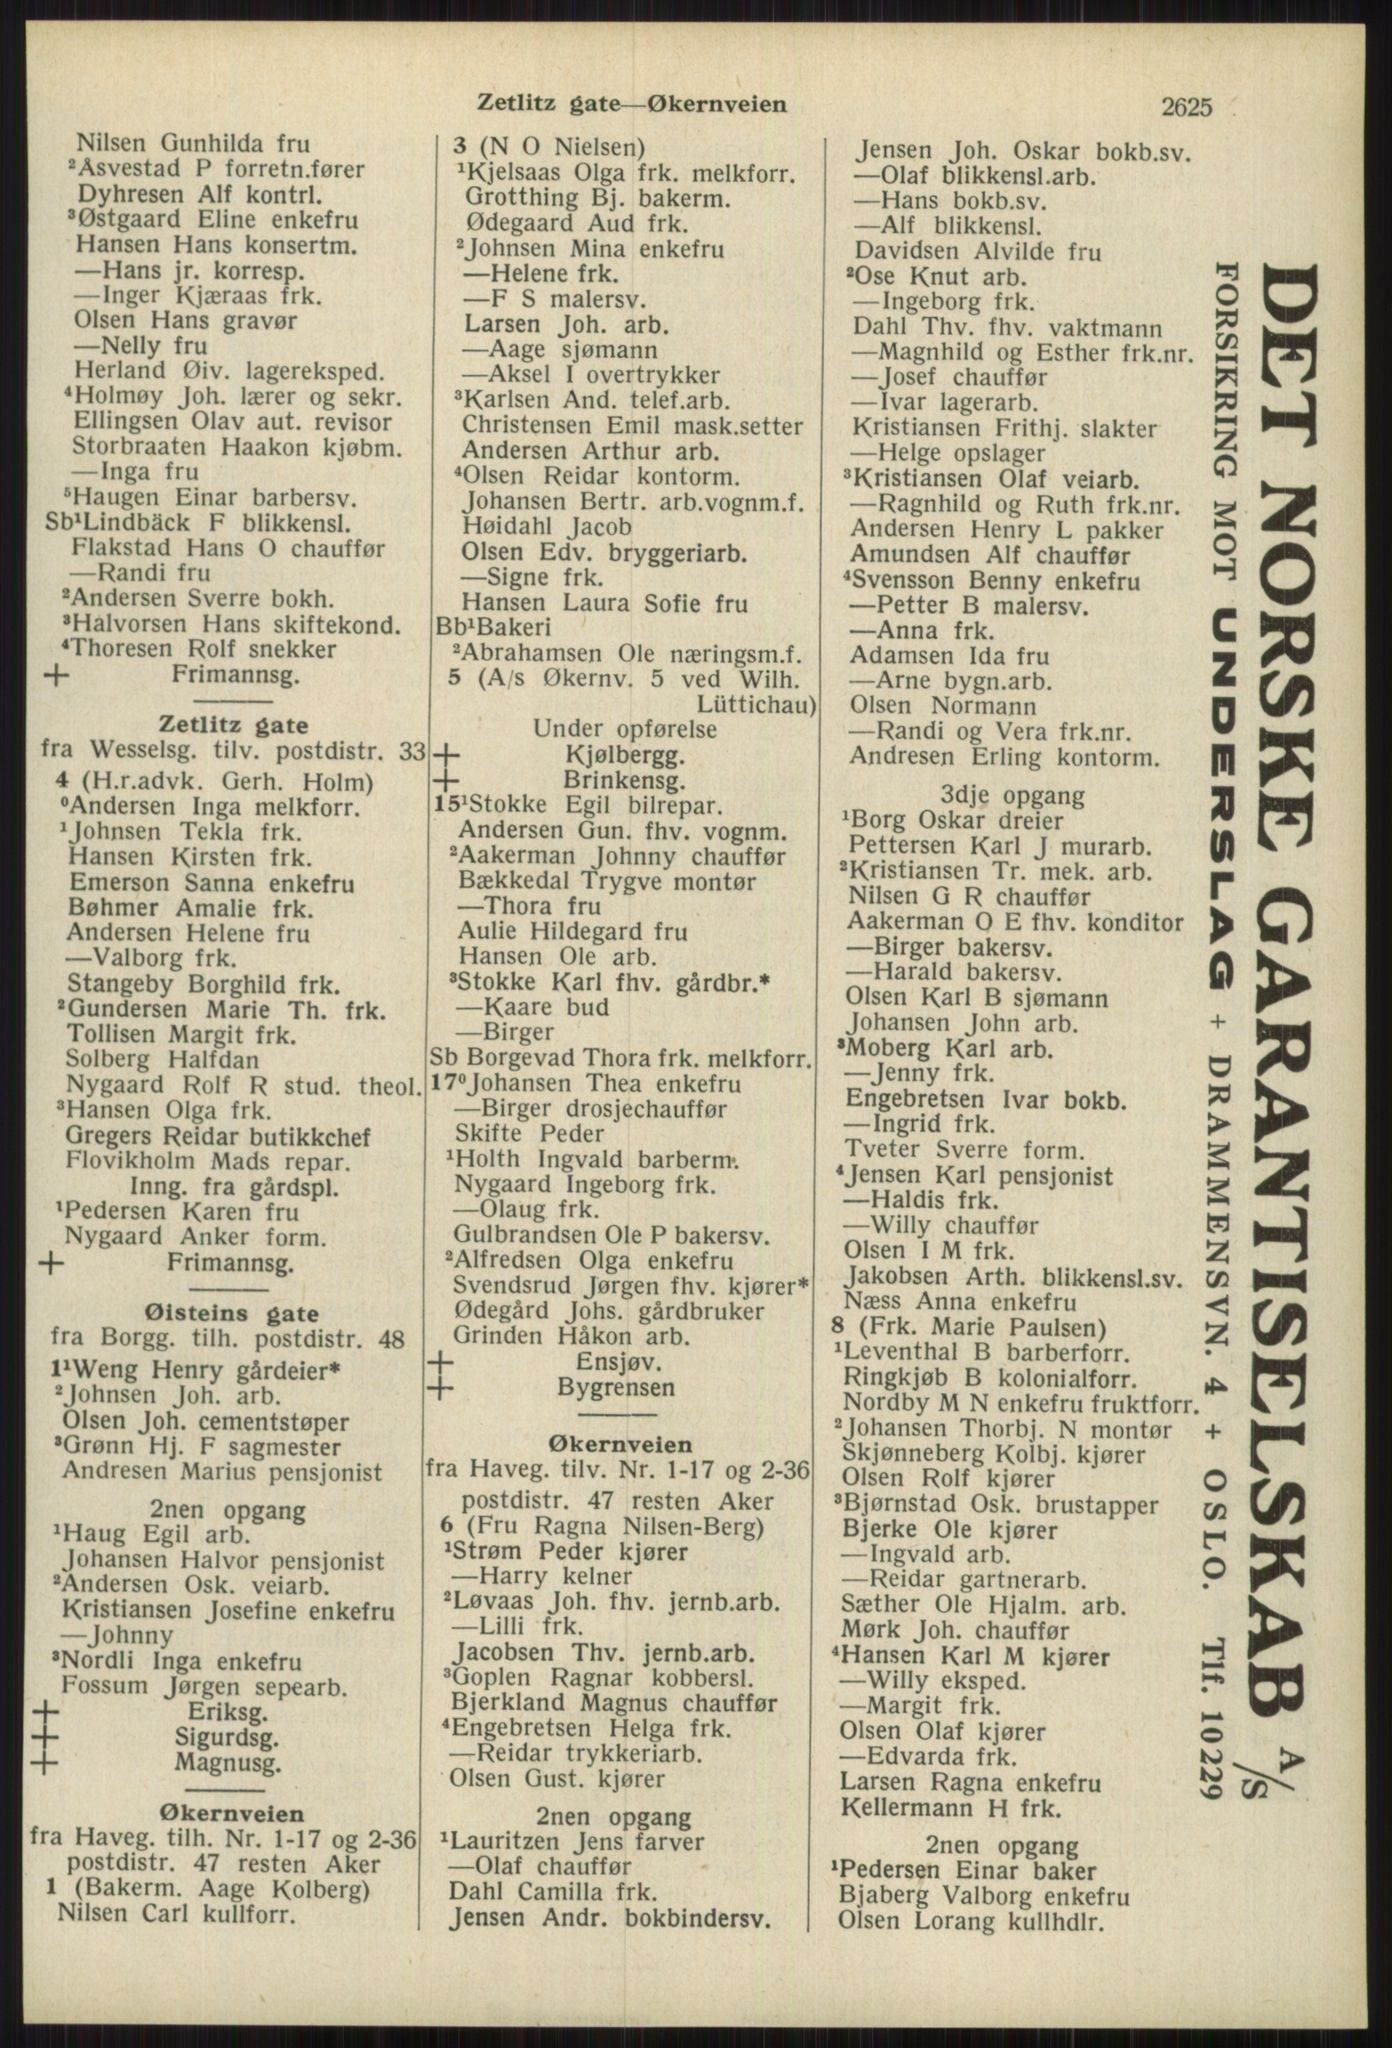 Zetlitz gate—Økernveien
2625
Nilsen Gunhilda fru
²Åsvestad P forretn.fører
Dyhresen Alf kontrl.
³Østgaard Eline enkefru
Hansen Hans konsertm.
—Hans jr. korresp.
—Inger Kjæraas frk.
Olsen Hans gravør
—Nelly fru
Herland Øiv. lagereksped.
⁴Holmøy Joh. lærer og sekr.
Ellingsen Olav aut. revisor
Storbraaten Haakon kjøbm.
—Inga fru
⁵Haugen Einar barbersv.
Sb¹Lindbäck F blikkensl.
Flakstad Hans O chauffør
—Randi fru
²Andersen Sverre bokh.
³Halvorsen Hans skiftekond.
⁴Thoresen Rolf snekker
+ Frimannsg.
Zetlitz gate
fra Wesselsg. tilv. postdistr. 33
4 (H.r.advk. Gerh. Holm)
⁰Andersen Inga melkforr.
¹Johnsen Tekla frk.
Hansen Kirsten frk.
Emerson Sanna enkefru
Bøhmer Amalie frk.
Andersen Helene fru
—Valborg frk.
Stangeby Borghild frk.
²Gundersen Marie Th. frk.
Tollisen Margit frk.
Solberg Halfdan
Nygaard Rolf R stud. theol.
³Hansen Olga frk.
Gregers Reidar butikkchef
Flovikholm Mads repar.
Inng. fra gårdspl.
¹Pedersen Karen fru
Nygaard Anker form.
+ Frimannsg.
Øisteins gate
fra Borgg. tilh. postdistr. 48
1¹Weng Henry gårdeier*
²Johnsen Joh. arb.
Olsen Joh. cementstøper
³Grønn Hj. F sagmester
Andresen Marius pensjonist
2nen opgang
¹Haug Egil arb.
Johansen Halvor pensjonist
²Andersen Osk. veiarb.
Kristiansen Josefine enkefru
—Johnny
³Nordli Inga enkefru
Fossum Jørgen sepearb.
+ Eriksg.
+ Sigurdsg.
+ Magnusg.
Økernveien
fra Haveg. tilh. Nr. 1-17 og 2-36
postdistr. 47 resten Aker
1 (Bakerm. Aage Kolberg)
Nilsen Carl kullforr.
3 (N O Nielsen)
¹Kjelsaas Olga frk. melkforr.
Grotthing Bj. bakerm.
Ødegaard Aud frk.
²Johnsen Mina enkefru
—Helene frk.
—F S malersv.
Larsen Joh. arb.
—Aage sjømann
—Aksel I overtrykker
³Karlsen And. telef.arb.
Christensen Emil mask.setter
Andersen Arthur arb.
⁴Olsen Reidar kontorm.
Johansen Bertr. arb.vognm.f.
Høidahl Jacob
Olsen Edv. bryggeriarb.
—Signe frk.
Hansen Laura Sofie fru
Bb¹Bakeri
²Abrahamsen Ole næringsm.f.
5 (A/s Økernv. 5 ved Wilh.
Lüttichau)
Under opførelse
+ Kjølbergg.
+ Brinkensg.
15¹Stokke Egil bilrepar.
Andersen Gun. fhv. vognm.
²Aakerman Johnny chauffør
Bækkedal Trygve montør
—Thora fru
Aulie Hildegard fru
Hansen Ole arb.
³Stokke Karl fhv. gårdbr.*
—Kaare bud
—Birger
Sb Borgevad Thora frk. melkforr.
17⁰Johansen Thea enkefru
—Birger drosjechauffør
Skifte Peder
¹Holth Ingvald barberm.
Nygaard Ingeborg frk.
—Olaug frk.
Gulbrandsen Ole P bakersv.
²Alfredsen Olga enkefru
Svendsrud Jørgen fhv. kjører*
Ødegård Johs. gårdbruker
Grinden Håkon arb.
+ Ensjøv.
+ Bygrensen
Økernveien
fra Haveg. tilv. Nr. 1-17 og 2-36
postdistr. 47 resten Aker
6 (Fru Ragna Nilsen-Berg)
¹Strøm Peder kjører
—Harry kelner
²Løvaas Joh. fhv. jernb.arb.
—Lilli frk.
Jacobsen Thv. jernb.arb.
³Goplen Ragnar kobbersl.
Bjerkland Magnus chauffør
⁴Engebretsen Helga frk.
—Reidar trykkeriarb.
Olsen Gust. kjører
2nen opgang
¹Lauritzen Jens farver
—Olaf chauffør
Dahl Camilla frk.
Jensen Andr. bokbindersv.
Jensen Joh. Oskar bokb.sv.
—Olaf blikkensl.arb.
—Hans bokb.sv.
—Alf blikkensl.
Davidsen Alvilde fru
²Ose Knut arb.
—Ingeborg frk.
Dahl Thv. fhv. vaktmann
—Magnhild og Esther frk.nr.
—Josef chauffør
—Ivar lagerarb.
Kristiansen Frithj. slakter
—Helge opslager
³Kristiansen Olaf veiarb.
—Ragnhild og Ruth frk.nr.
Andersen Henry L pakker
Amundsen Alf chauffør
⁴Svensson Benny enkefru
—Petter B malersv.
—Anna frk.
Adamsen Ida fru
—Arne bygn.arb.
Olsen Normann
—Randi og Vera frk.nr.
Andresen Erling kontorm.
3dje opgang
¹Borg Oskar dreier
Pettersen Karl J murarb.
²Kristiansen Tr. mek. arb.
Nilsen G R chauffør
Aakerman O E fhv. konditor
—Birger bakersv.
—Harald bakersv.
Olsen Karl B sjømann
Johansen John arb.
³Moberg Karl arb.
—Jenny frk.
Engebretsen Ivar bokb.
—Ingrid frk.
Tveter Sverre form.
⁴Jensen Karl pensjonist
—Haldis frk.
—Willy chauffør
Olsen I M frk.
Jakobsen Arth. blikkensl.sv.
Næss Anna enkefru
8 (Frk. Marie Paulsen)
¹Leventhal B barberforr.
Ringkjøb B kolonialforr.
Nordby M N enkefru fruktforr.
²Johansen Thorbj. N montør
Skjønneberg Kolbj. kjører
Olsen Rolf kjører
³Bjørnstad Osk. brustapper
Bjerke Ole kjører
—Ingvald arb.
—Reidar gartnerarb.
Sæther Ole Hjalm. arb.
Mørk Joh. chauffør
⁴Hansen Karl M kjører
—Willy eksped.
—Margit frk.
Olsen Olaf kjører
—Edvarda frk.
Larsen Ragna enkefru
Kellermann H frk.
2nen opgang
¹Pedersen Einar baker
Bjaberg Valborg enkefru
Olsen Lorang kullhdlr.
DET NORSKE GARANTISELSKAB A/S
FORSIKRING MOT UNDERSLAG + DRAMMENSVN. 4 + OSLO. Tlf. 10229